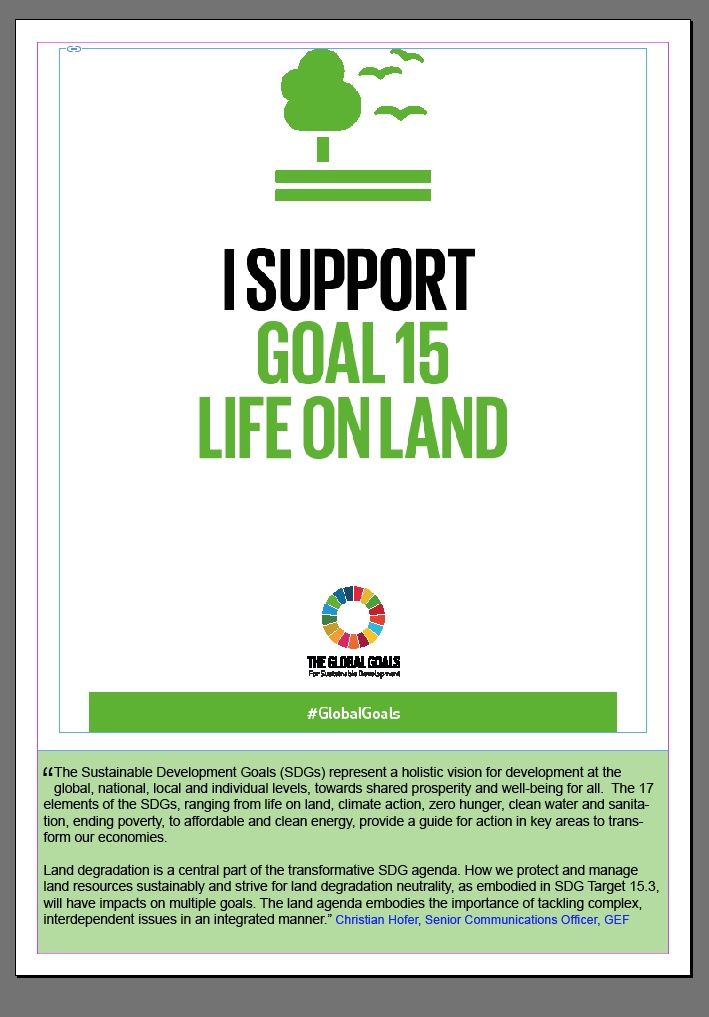 I SUPPORT
GOAL 15
LIFE ON LAND
THE GLOBAL GOALS
For Sustainable Development
#GlobalGoals
“The Sustainable Development Goals (SDGs) represent a holistic vision for development at the
global, national, local and individual levels, towards shared prosperity and well-being for all.  The 17
elements of the SDGs, ranging from life on land, climate action, zero hunger, clean water and sanita-
tion, ending poverty, to affordable and clean energy, provide a guide for action in key areas to trans-
form our economies.
Land degradation is a central part of the transformative SDG agenda. How we protect and manage
land resources sustainably and strive for land degradation neutrality, as embodied in SDG Target 15.3,
will have impacts on multiple goals. The land agenda embodies the importance of tackling complex,
interdependent issues in an integrated manner.” Christian Hofer, Senior Communications Officer, GEF